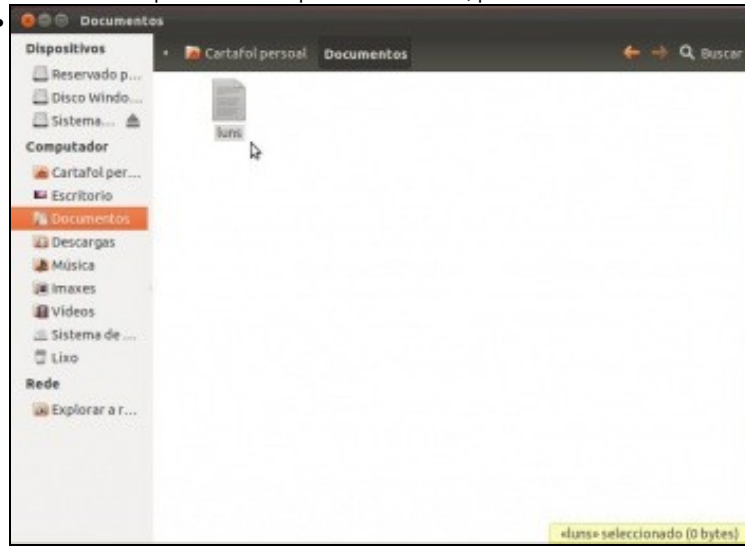 Documentos
Dispositivos
Cartafol persoal Documentos
Buscar
Reservado p...
Disco Windo...
Sistema...
luns
Computador
Cartafol per...
Escritorio
Documentos
Descargas
Música
Imaxes
Vídeos
Sistema de ...
Lixo
Rede
Explorar a r...
«luns» seleccionado (0 bytes)